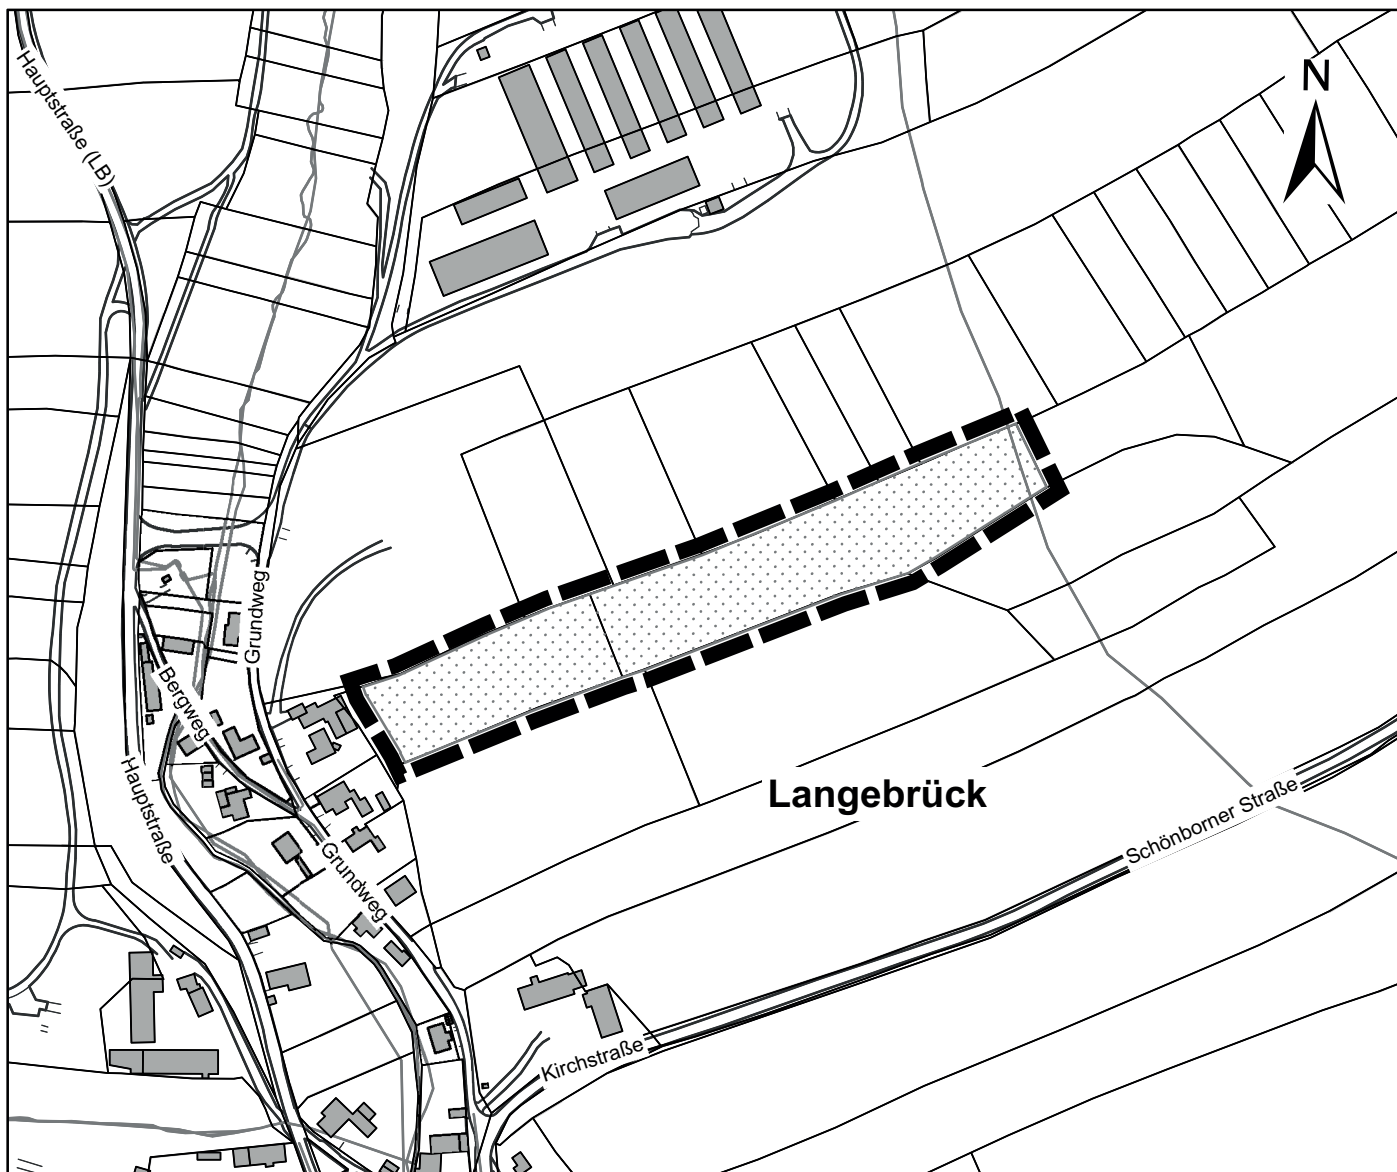 Hauptstraße (LB)
N
Grundweg
Bergweg
Hauptstraße
Langebrück
Schönborner Straße
Grundweg
Kirchstraße